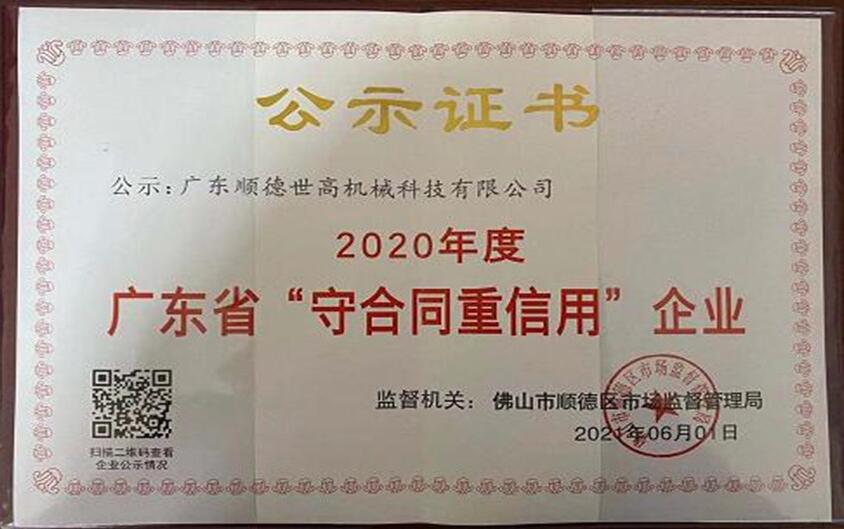 公示证书
公示：广东顺德世高机械科技有限公司
2020年度
广东省“守合同重信用”企业
监督机关： 佛山市顺德区市场监督管理局
2021年06月01日
扫描二维码查看
企业公示情况